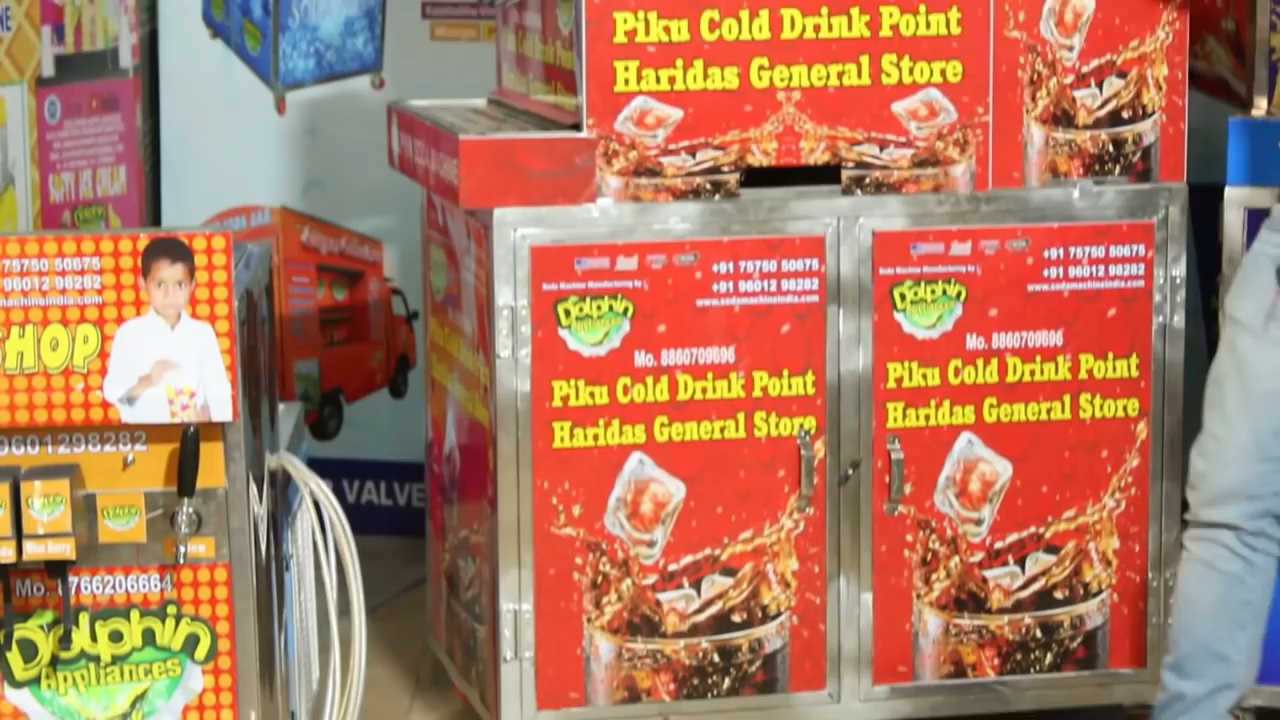 Piku Cold Drink Point
Haridas General Store
SOFTY ICE CREAM
75750 50675
96012 98282
machineindia.com
SHOP
9601298282
Blue Berry
Mo. 8766206664
Dolphin
Appliances
VALVE
+91 75750 50675
+91 96012 98282
www.sodamachineindia.com
Soda Machine Manufacturing by
Dolphin
Appliances
Mo. 8860709696
Piku Cold Drink Point
Haridas General Store
+91 75750 50675
+91 96012 98282
www.sodamachineindia.com
Soda Machine Manufacturing by
Dolphin
Appliances
Mo. 8860709696
Piku Cold Drink Point
Haridas General Store